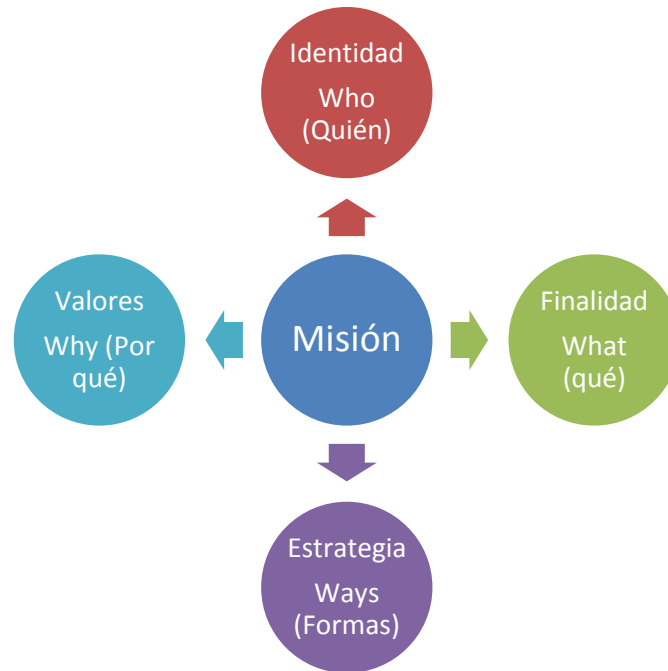 Identidad
Who
(Quién)
Valores
Why (Por
qué)
Misión
Finalidad
What
(qué)
Estrategia
Ways
(Formas)